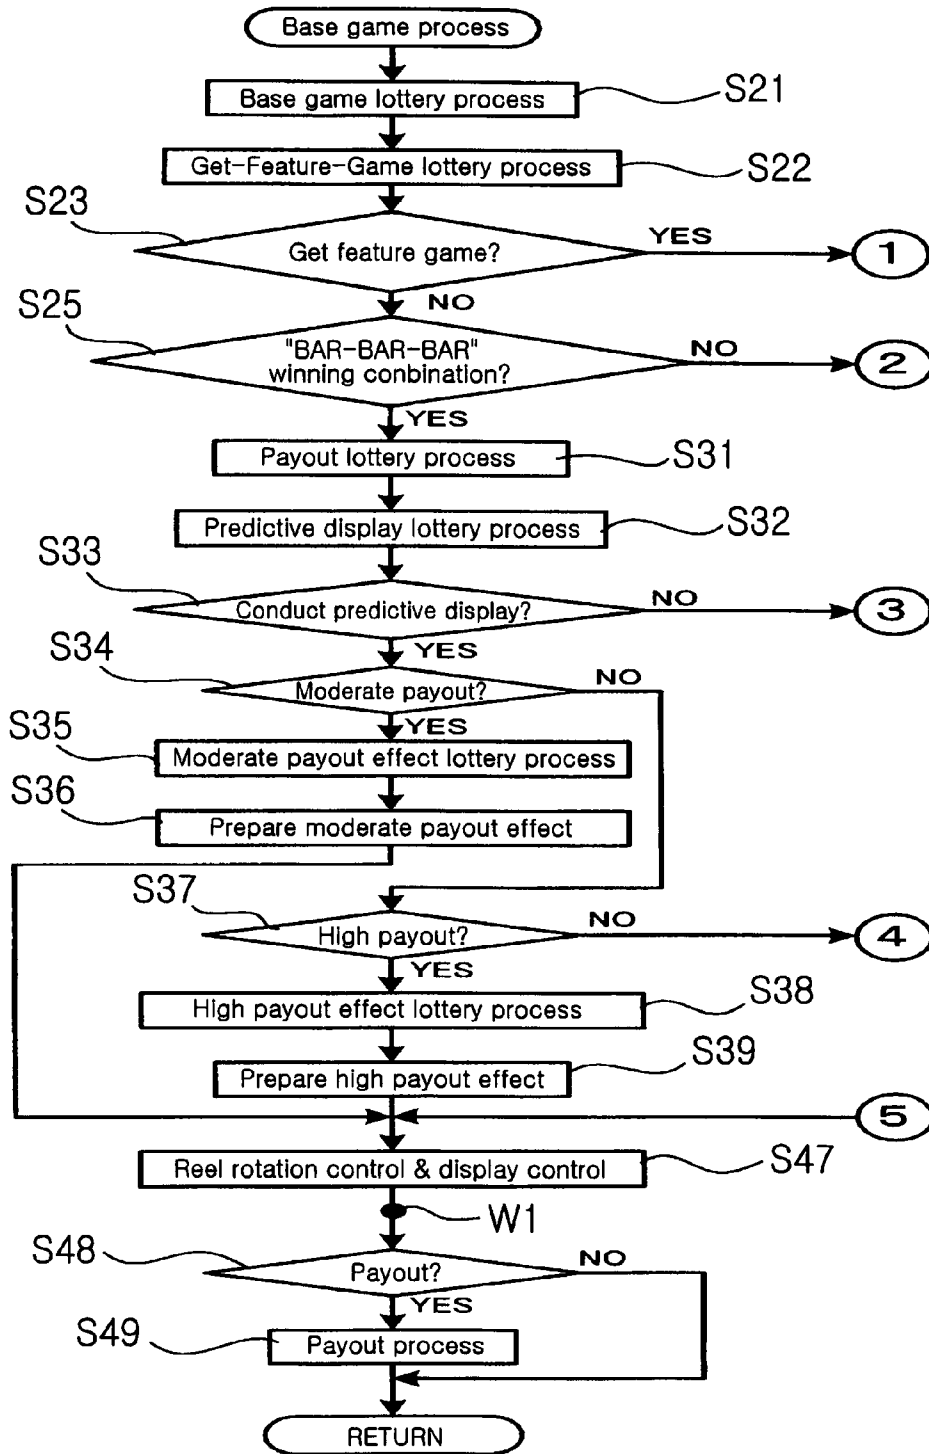 Base game process
Base game lottery process
S21
Get-Feature-Game lottery process
S22
S23
Get feature game?
YES
1
NO
S25
"BAR-BAR-BAR"
winning conbination?
NO
2
YES
Payout lottery process
S31
Predictive display lottery process
S32
S33
Conduct predictive display?
NO
3
YES
S34
Moderate payout?
NO
YES
S35
Moderate payout effect lottery process
S36
Prepare moderate payout effect
S37
High payout?
NO
4
YES
High payout effect lottery process
S38
Prepare high payout effect
S39
5
Reel rotation control & display control
S47
W1
S48
Payout?
NO
YES
S49
Payout process
RETURN